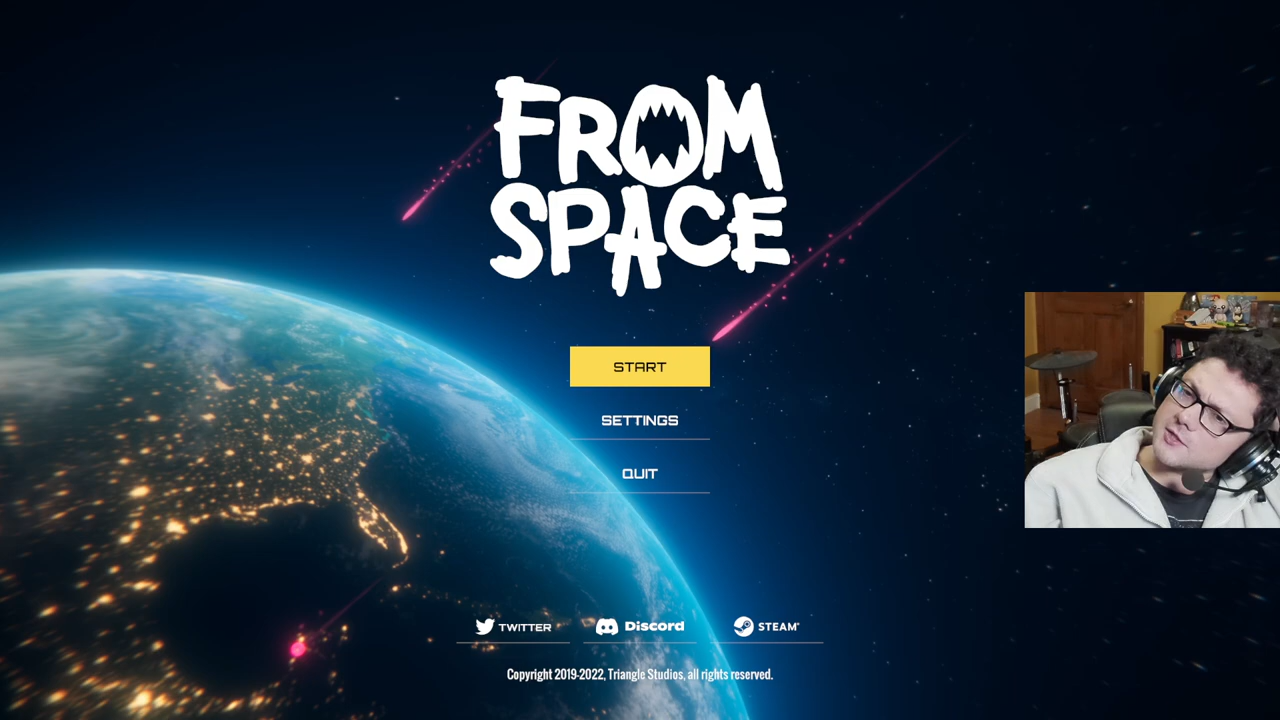 FROM
SPACE
START
SETTINGS
QUIT
TWITTER
Discord
STEAM
Copyright 2019-2022, Triangle Studios, all rights reserved.